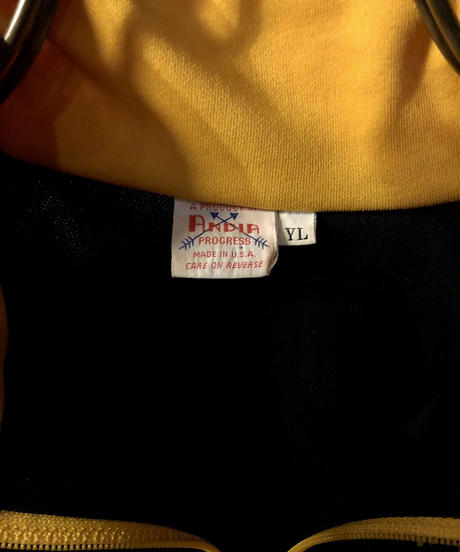 A PRODUCT OF
ANDIA
PROGRESS
MADE IN U.S.A.
CARE ON REVERSE
YL